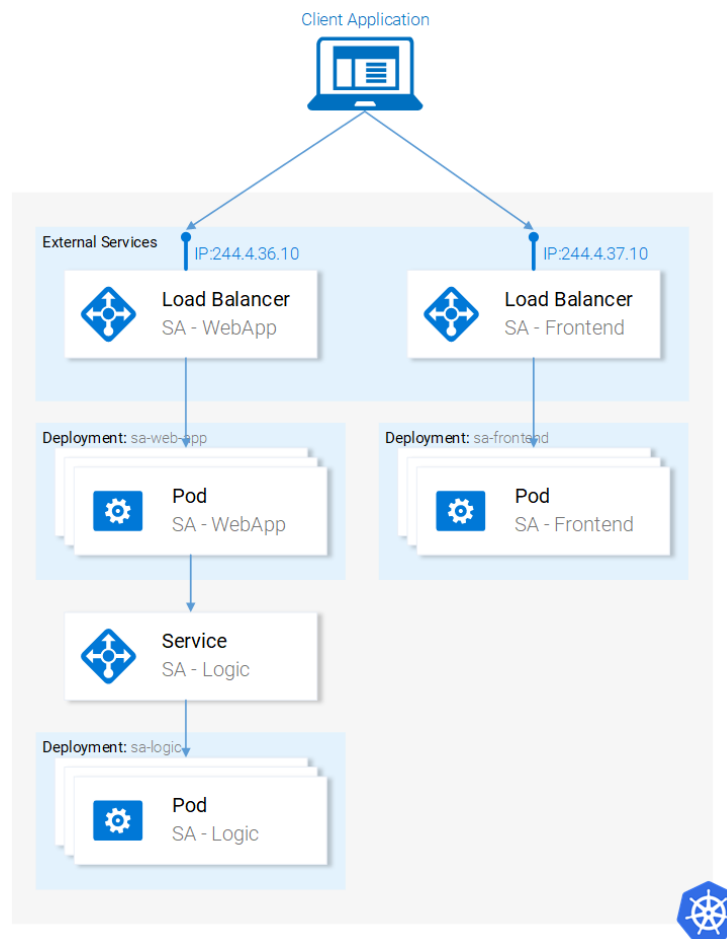 Client Application
External Services
IP:244.4.36.10
IP:244.4.37.10
Load Balancer
SA - WebApp
Load Balancer
SA - Frontend
Deployment: sa-web-app
Deployment: sa-frontend
Pod
SA - WebApp
Pod
SA - Frontend
Service
SA - Logic
Deployment: sa-logic
Pod
SA - Logic